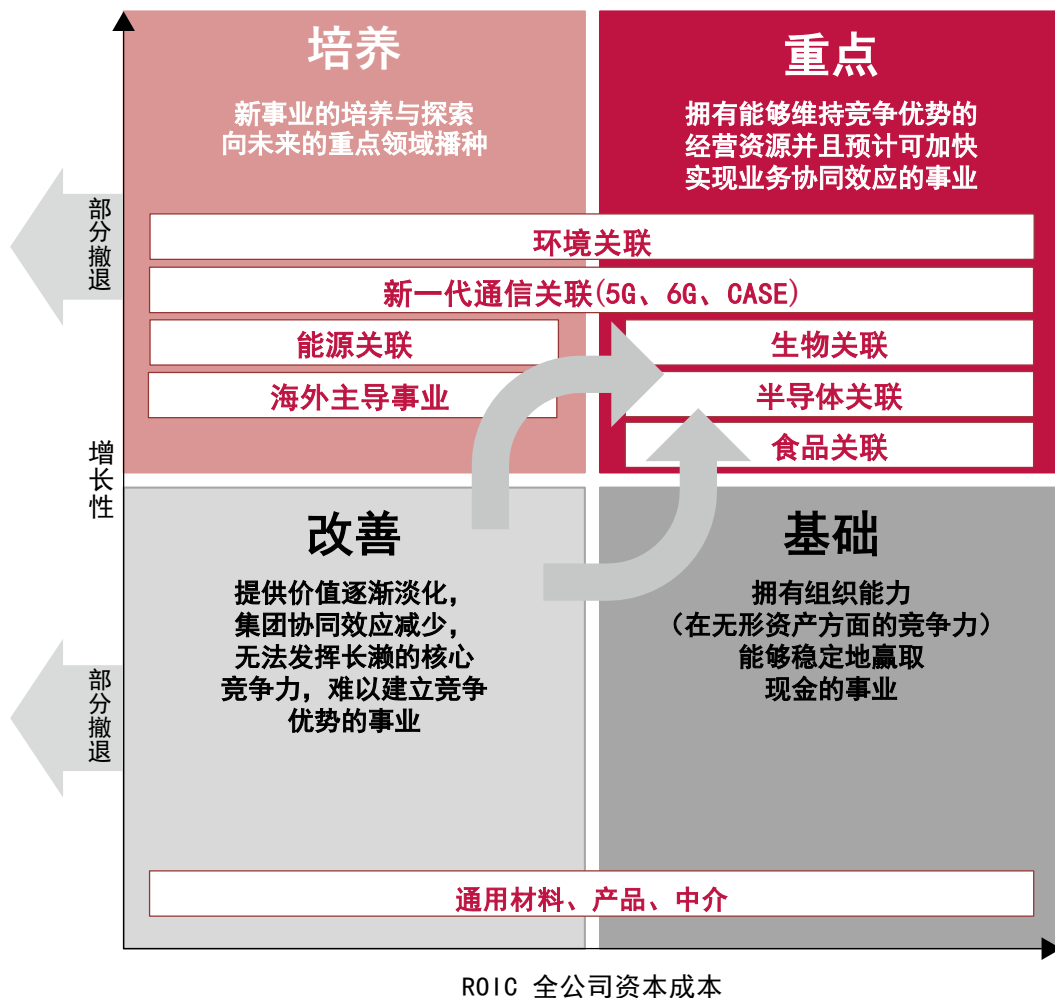 培养
新事业的培养与探索
向未来的重点领域播种
重点
拥有能够维持竞争优势的
经营资源并且预计可加快
实现业务协同效应的事业
部分撤退
环境关联
新一代通信关联(5G、6G、CASE)
能源关联
生物关联
海外主导事业
半导体关联
食品关联
增长性
改善
提供价值逐渐淡化，
集团协同效应减少，
无法发挥长濑的核心
竞争力，难以建立竞争
优势的事业
基础
拥有组织能力
（在无形资产方面的竞争力）
能够稳定地赢取
现金的事业
部分撤退
通用材料、产品、中介
ROIC 全公司资本成本